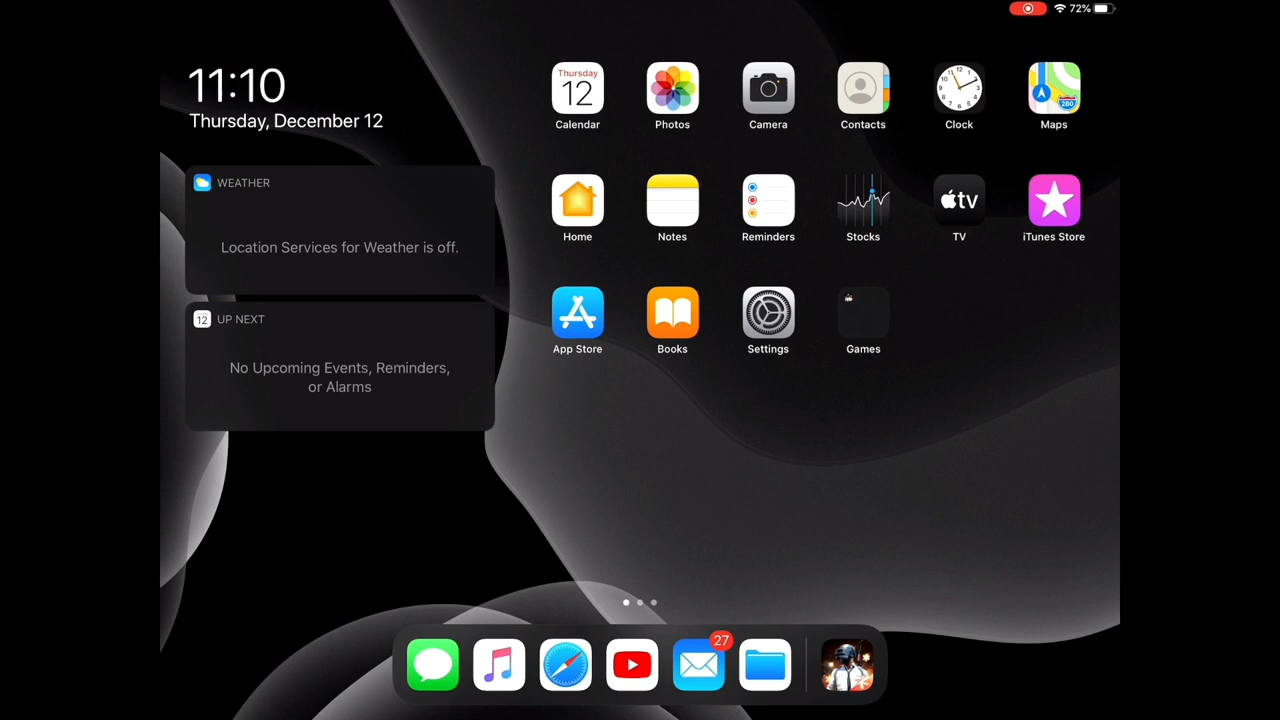 72%
11:10
Thursday, December 12
WEATHER
Location Services for Weather is off.
12
UP NEXT
No Upcoming Events, Reminders,
or Alarms
Thursday
12
Calendar
Photos
Camera
Contacts
Clock
280
Maps
Home
Notes
Reminders
Stocks
tv
TV
iTunes Store
App Store
Books
Settings
Games
27